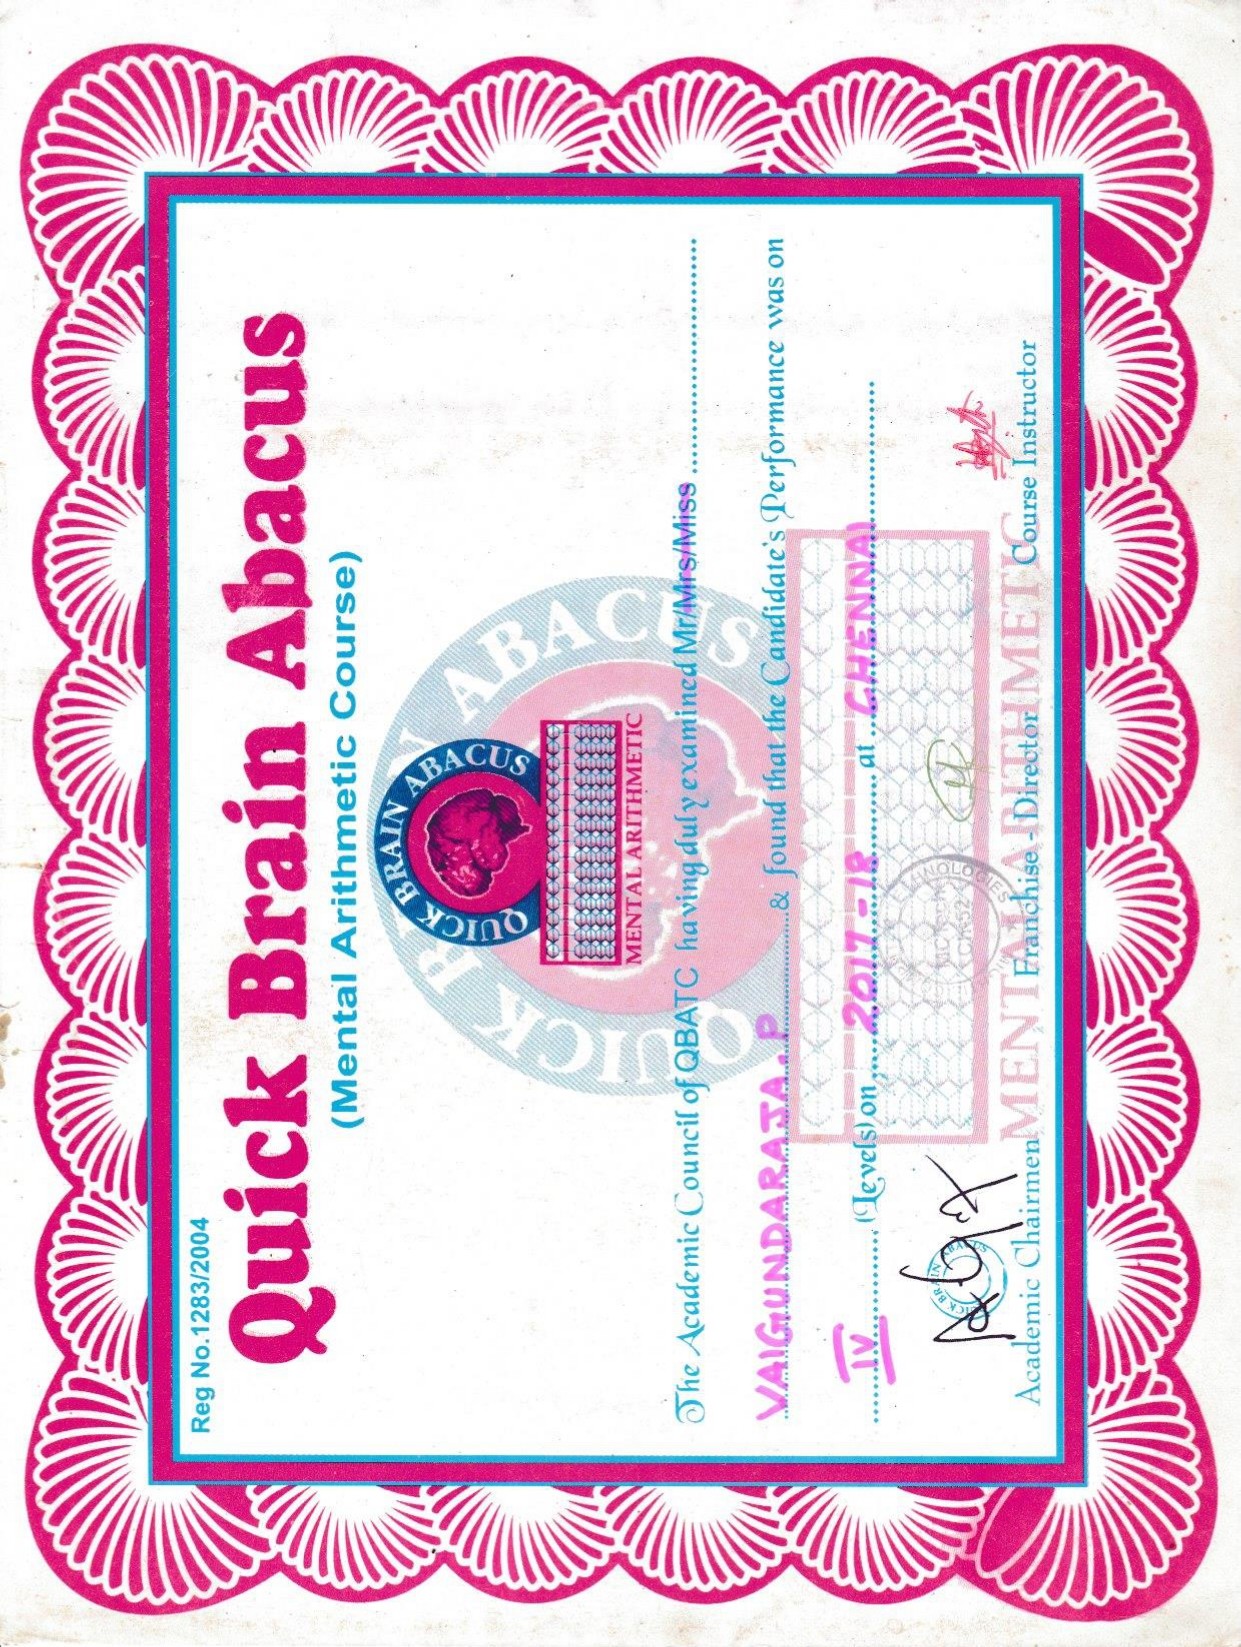 Reg No.1283/2004
Quick Brain Abacus
(Mental Arithmetic Course)
QUICK BRAIN ABACUS
QUICK BRAIN ABACUS
MENTAL ARITHMETIC
The Academic Council of QBATC having duly examined Mr/Mrs/Miss
VAIGUNDARAJA.P & found that the Candidate's Performance was on
IV (Levels) on 2017-18 at CHENNAI
Academic Chairmen Franchise - Director Course Instructor
MENTAL ARITHMETIC